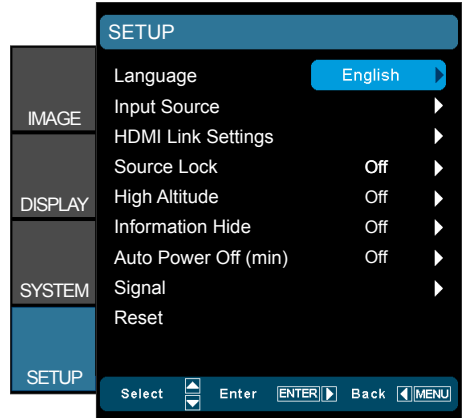 SETUP
IMAGE
DISPLAY
SYSTEM
SETUP
Language English
Input Source
HDMI Link Settings
Source Lock Off
High Altitude Off
Information Hide Off
Auto Power Off (min) Off
Signal
Reset
Select Enter ENTER Back MENU